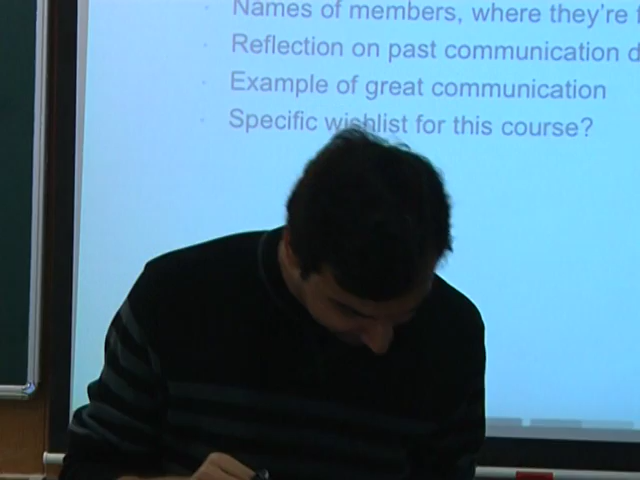 Names of members, where they're
Reflection on past communication
Example of great communication
Specific wishlist for this course?